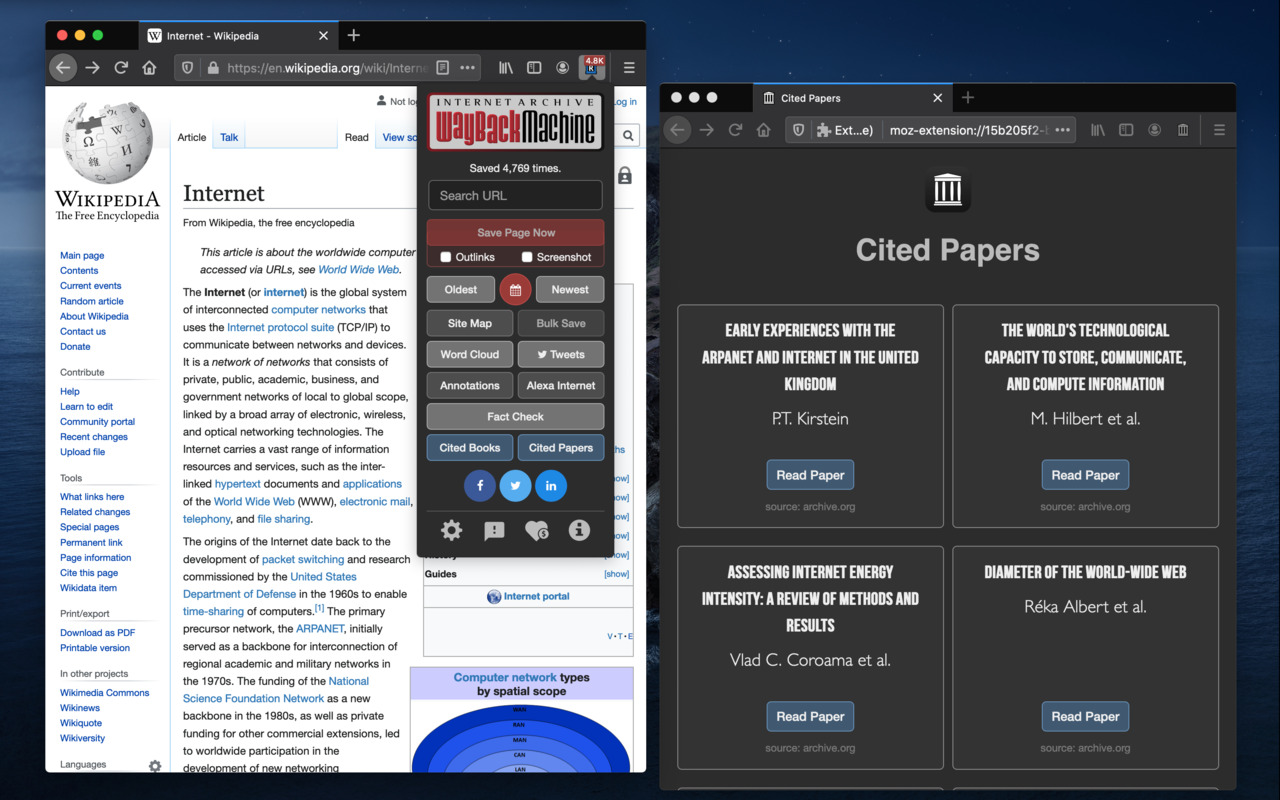 Internet - Wikipedia
https://en.wikipedia.org/wiki/Interne
4.8K
WIKIPEDIA
The Free Encyclopedia
Main page
Contents
Current events
Random article
About Wikipedia
Contact us
Donate
Contribute
Help
Learn to edit
Community portal
Recent changes
Upload file
Tools
What links here
Related changes
Special pages
Permanent link
Page information
Cite this page
Wikidata item
Print/export
Download as PDF
Printable version
In other projects
Wikimedia Commons
Wikinews
Wikiquote
Wikiversity
Languages
Not log
Log in
Article
Talk
Read
View so
Internet
From Wikipedia, the free encyclopedia
This article is about the worldwide computer
accessed via URLs, see World Wide Web.
The Internet (or internet) is the global system
of interconnected computer networks that
uses the Internet protocol suite (TCP/IP) to
communicate between networks and devices.
It is a network of networks that consists of
private, public, academic, business, and
government networks of local to global scope,
linked by a broad array of electronic, wireless,
and optical networking technologies. The
Internet carries a vast range of information
resources and services, such as the inter-
linked hypertext documents and applications
of the World Wide Web (WWW), electronic mail,
telephony, and file sharing.
The origins of the Internet date back to the
development of packet switching and research
commissioned by the United States
Department of Defense in the 1960s to enable
time-sharing of computers.[1] The primary
precursor network, the ARPANET, initially
served as a backbone for interconnection of
regional academic and military networks in
the 1970s. The funding of the National
Science Foundation Network as a new
backbone in the 1980s, as well as private
funding for other commercial extensions, led
to worldwide participation in the
development of new networking
INTERNET ARCHIVE
WayBackMachine
Saved 4,769 times.
Search URL
Save Page Now
Outlinks
Screenshot
Oldest
Newest
Site Map
Bulk Save
Word Cloud
Tweets
Annotations
Alexa Internet
Fact Check
Cited Books
Cited Papers
Guides
[show]
Internet portal
V·T·E
Computer network types
by spatial scope
WAN
RAN
MAN
CAN
LAN
Cited Papers
Ext...e)
moz-extension://15b205f2-
Cited Papers
EARLY EXPERIENCES WITH THE
ARPANET AND INTERNET IN THE UNITED
KINGDOM
P.T. Kirstein
Read Paper
source: archive.org
THE WORLD'S TECHNOLOGICAL
CAPACITY TO STORE, COMMUNICATE,
AND COMPUTE INFORMATION
M. Hilbert et al.
Read Paper
source: archive.org
ASSESSING INTERNET ENERGY
INTENSITY: A REVIEW OF METHODS AND
RESULTS
Vlad C. Coroama et al.
Read Paper
source: archive.org
DIAMETER OF THE WORLD-WIDE WEB
Réka Albert et al.
Read Paper
source: archive.org